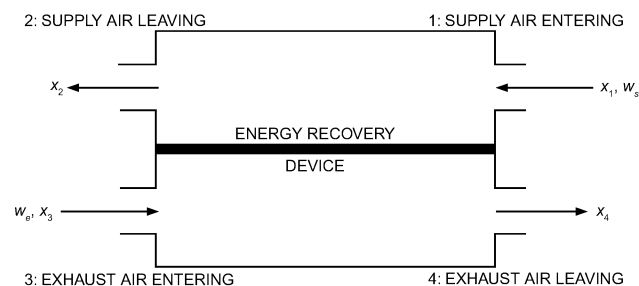 2: SUPPLY AIR LEAVING 1: SUPPLY AIR ENTERING
x2 x1, ws
ENERGY RECOVERY
DEVICE
we, x3 x4
3: EXHAUST AIR ENTERING 4: EXHAUST AIR LEAVING